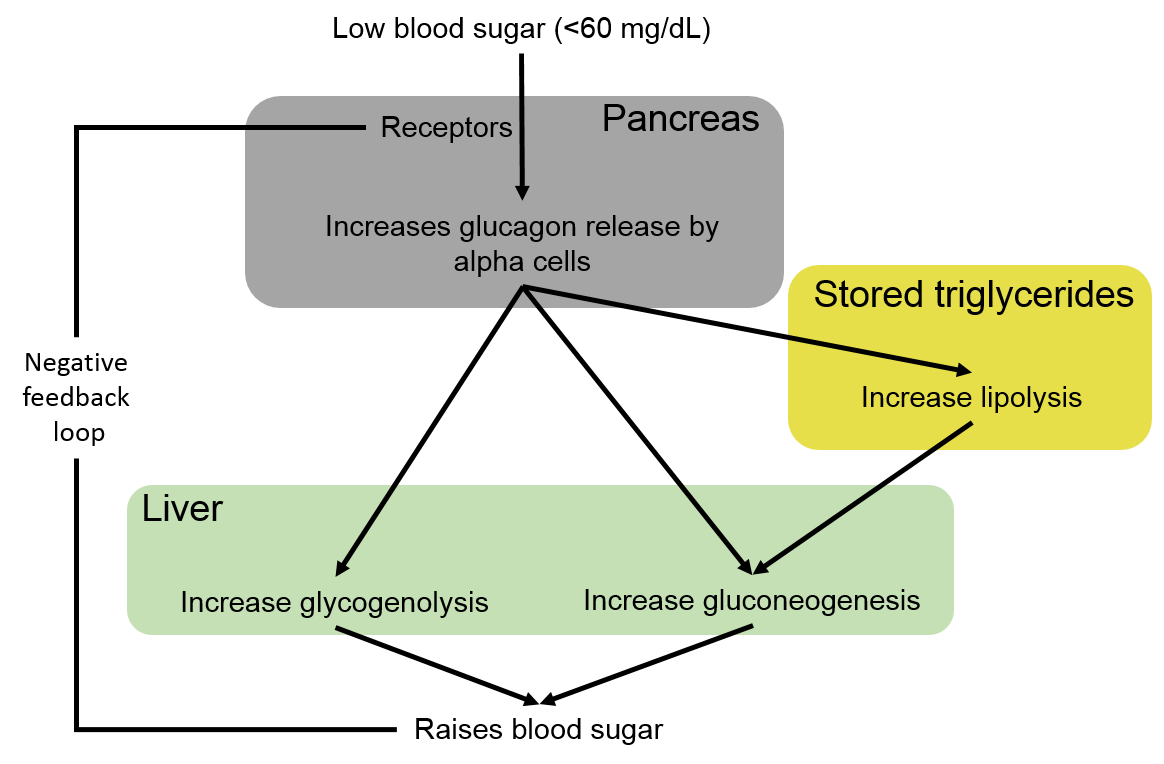 Low blood sugar (<60 mg/dL)
Pancreas
Receptors
Increases glucagon release by
alpha cells
Stored triglycerides
Increase lipolysis
Negative
feedback
loop
Liver
Increase glycogenolysis
Increase gluconeogenesis
Raises blood sugar